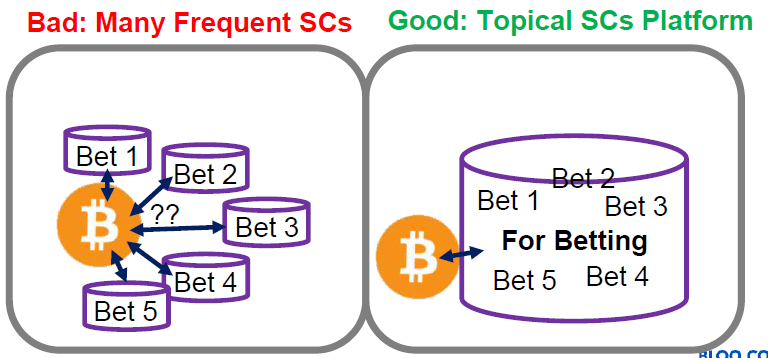 Bad: Many Frequent SCs
Good: Topical SCs Platform
Bet 1
Bet 2
??
Bet 3
Bet 4
Bet 5
Bet 2
Bet 1
Bet 3
For Betting
Bet 5
Bet 4